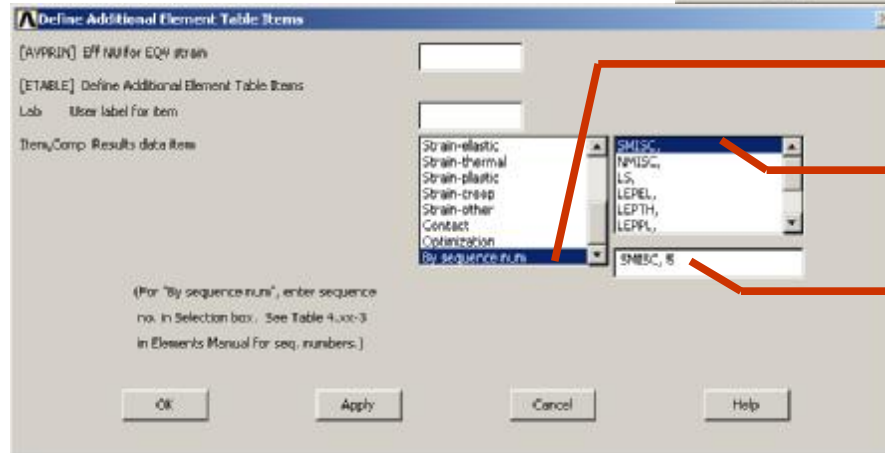 Define Additional Element Table Items
[AVPRIN] Eff NU for EQV strain
[ETABLE] Define Additional Element Table Items
Lab User label for item
Item,Comp Results data item
Strain-elastic
Strain-thermal
Strain-plastic
Strain-creep
Strain-other
Contact
Optimization
By sequence num
SMISC,
NMISC,
LS,
LEPEL,
LEPTH,
LEPPL,
SMISC,
(For "By sequence num", enter sequence
no. in Selection box. See Table 4.xx-3
in Elements Manual for seq. numbers.)
OK Apply Cancel Help